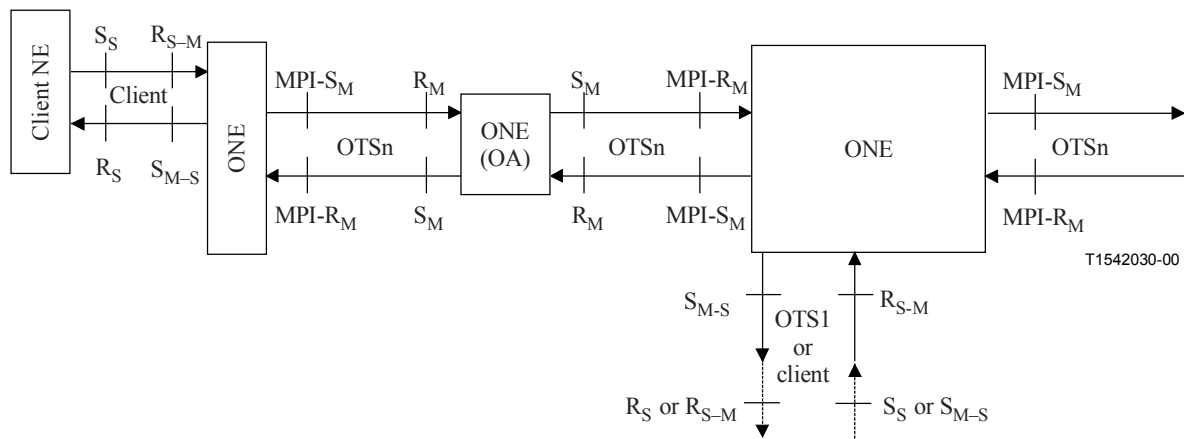 Client NE
S_S
R_S–M
Client
R_S
S_M–S
ONE
MPI-S_M
R_M
OTSn
MPI-R_M
S_M
ONE
(OA)
S_M
MPI-R_M
OTSn
R_M
MPI-S_M
ONE
MPI-S_M
MPI-R_M
T1542030-00
S_M-S
R_S-M
OTS1
or
client
R_S or R_S–M
S_S or S_M–S